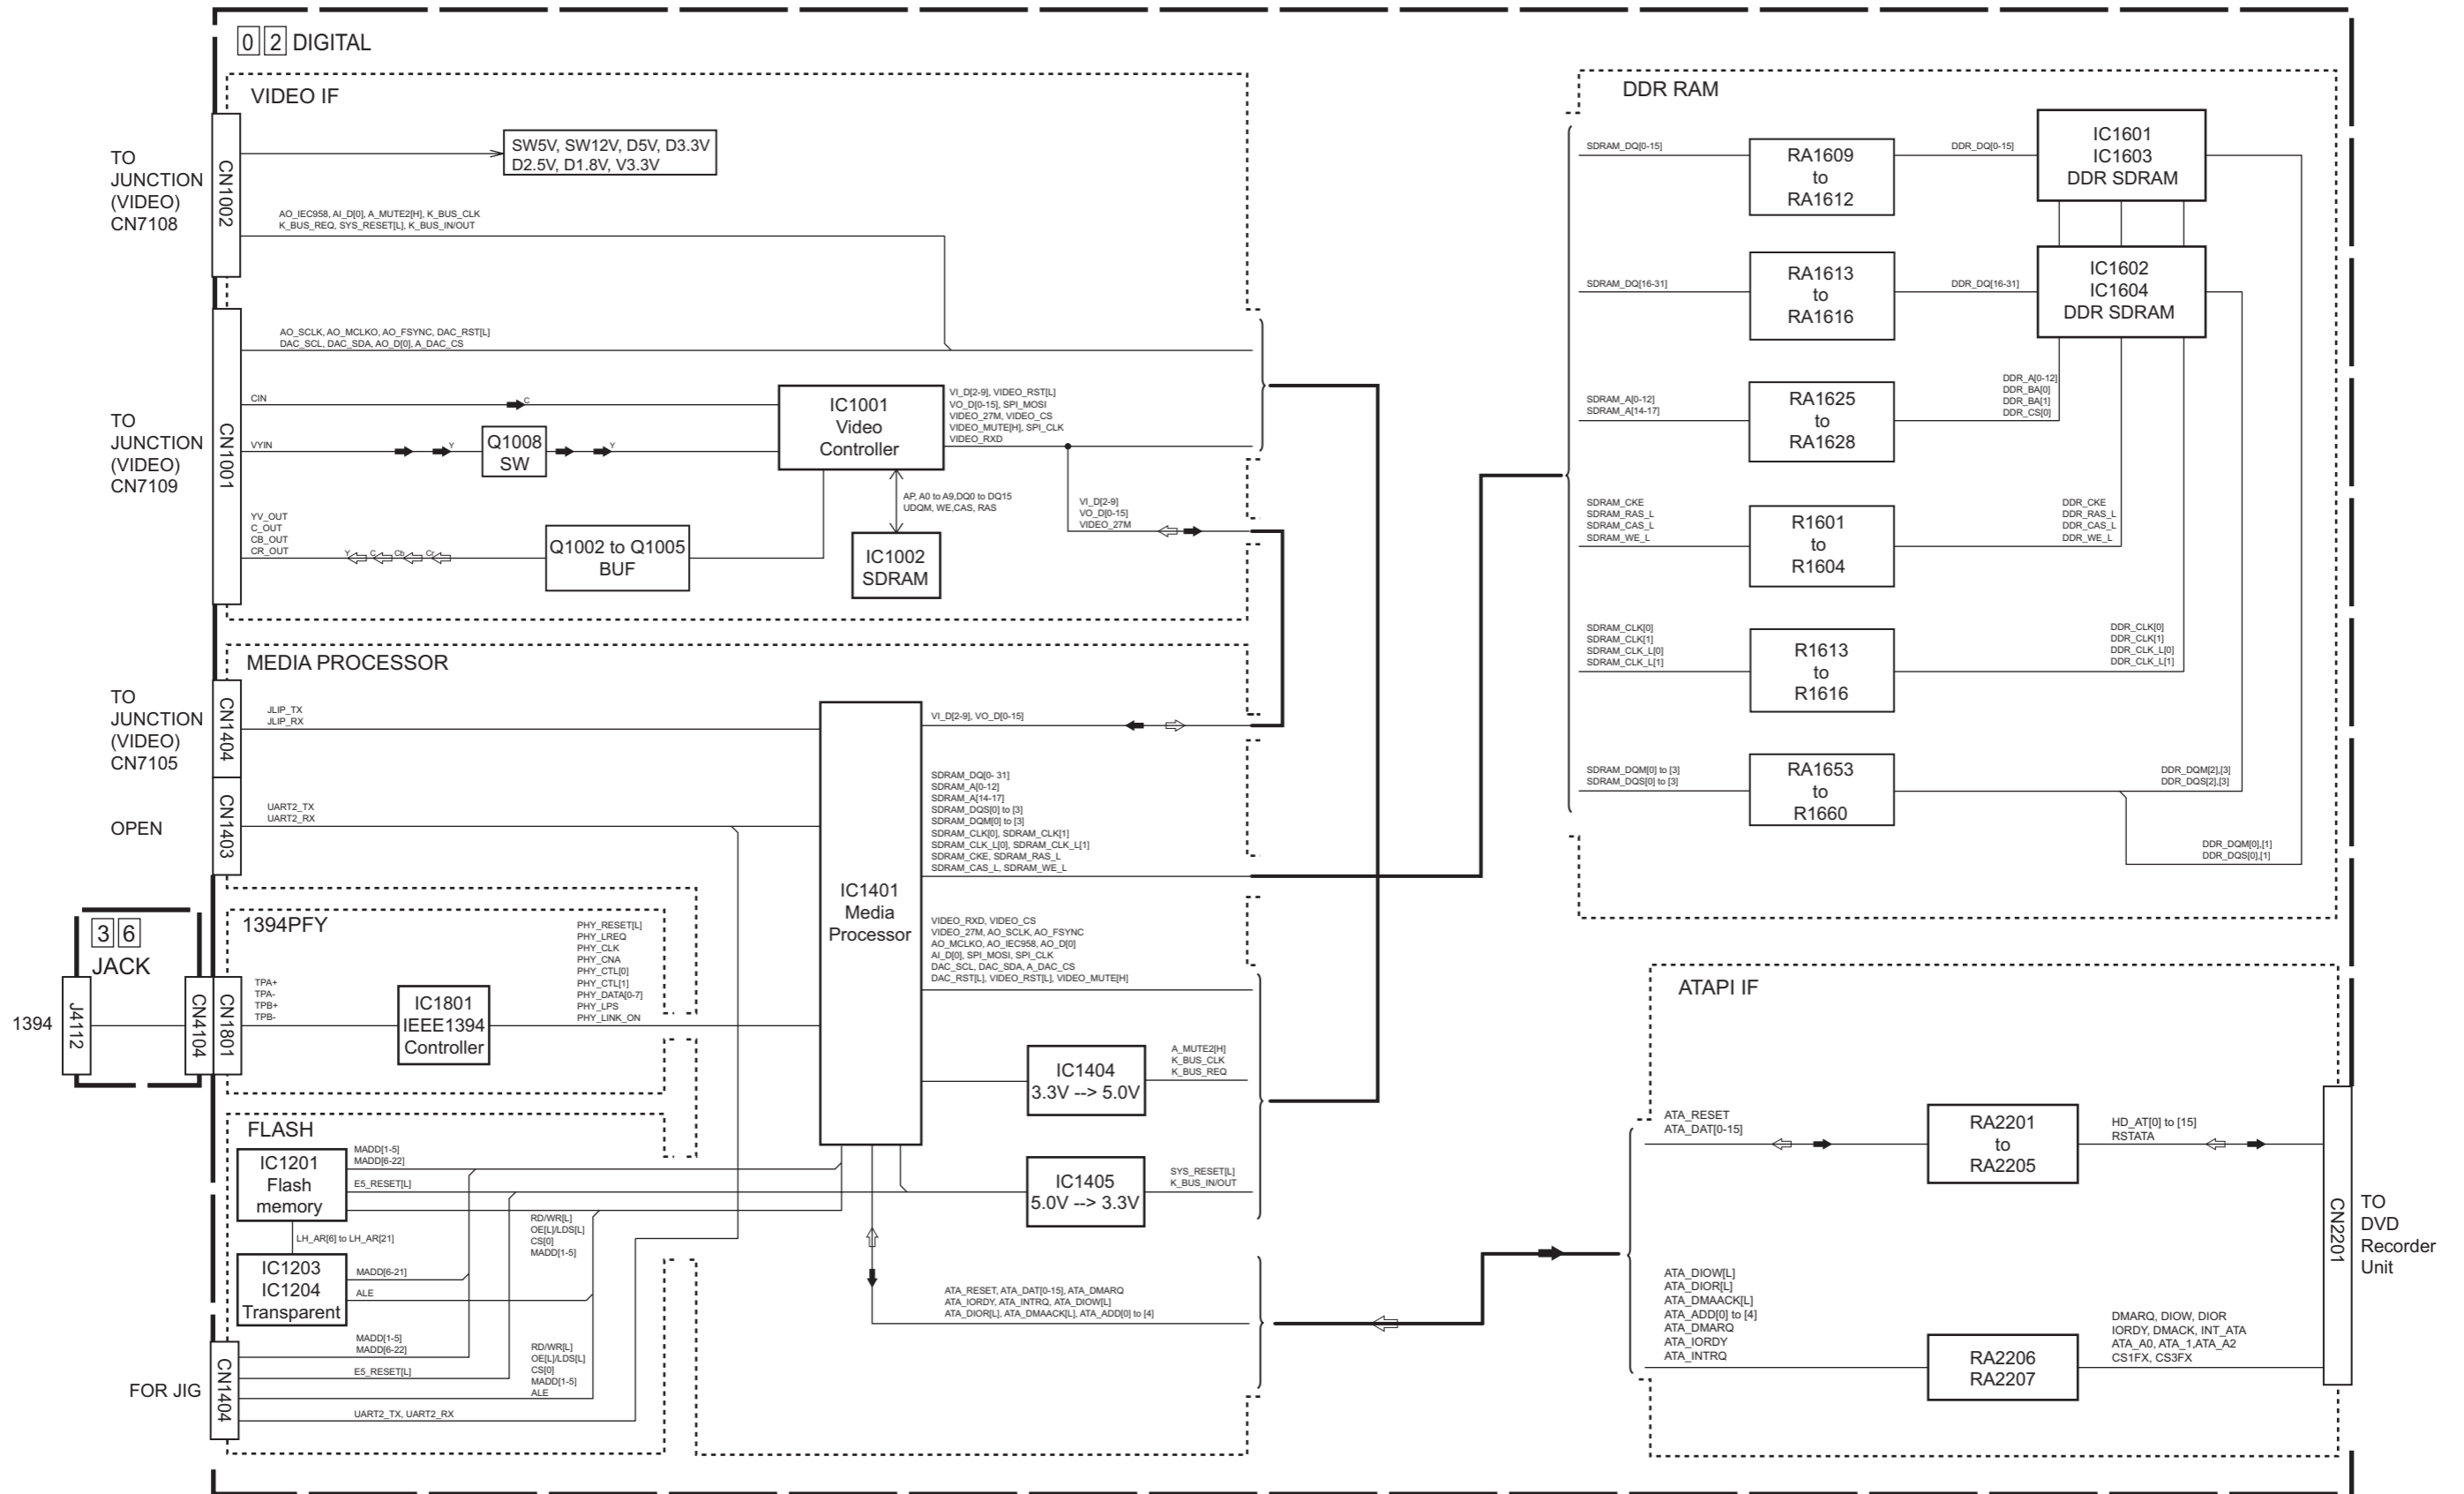 02 DIGITAL
VIDEO IF
TO
JUNCTION
(VIDEO)
CN7108
CN1002
SW5V, SW12V, D5V, D3.3V
D2.5V, D1.8V, V3.3V
AO_IEC958, AI_D[0], A_MUTE2[H], K_BUS_CLK
K_BUS_REQ, SYS_RESET[L], K_BUS_IN/OUT
TO
JUNCTION
(VIDEO)
CN7109
CN1001
AO_SCLK, AO_MCLKO, AO_FSYNC, DAC_RST[L]
DAC_SCL, DAC_SDA, AO_D[0], A_DAC_CS
CIN
C
VYIN
Y
Q1008
SW
Y
IC1001
Video
Controller
VI_D[2-9], VIDEO_RST[L]
VO_D[0-15], SPI_MOSI
VIDEO_27M, VIDEO_CS
VIDEO_MUTE[H], SPI_CLK
VIDEO_RXD
AP, A0 to A9,DQ0 to DQ15
UDQM, WE,CAS, RAS
VI_D[2-9]
VO_D[0-15]
VIDEO_27M
YV_OUT
C_OUT
CB_OUT
CR_OUT
Y C Cb Cr
Q1002 to Q1005
BUF
IC1002
SDRAM
MEDIA PROCESSOR
TO
JUNCTION
(VIDEO)
CN7105
CN1404
JLIP_TX
JLIP_RX
OPEN
CN1403
UART2_TX
UART2_RX
IC1401
Media
Processor
VI_D[2-9], VO_D[0-15]
SDRAM_DQ[0- 31]
SDRAM_A[0-12]
SDRAM_A[14-17]
SDRAM_DQS[0] to [3]
SDRAM_DQM[0] to [3]
SDRAM_CLK[0], SDRAM_CLK[1]
SDRAM_CLK_L[0], SDRAM_CLK_L[1]
SDRAM_CKE, SDRAM_RAS_L
SDRAM_CAS_L, SDRAM_WE_L
VIDEO_RXD, VIDEO_CS
VIDEO_27M, AO_SCLK, AO_FSYNC
AO_MCLKO, AO_IEC958, AO_D[0]
AI_D[0], SPI_MOSI, SPI_CLK
DAC_SCL, DAC_SDA, A_DAC_CS
DAC_RST[L], VIDEO_RST[L], VIDEO_MUTE[H]
IC1404
3.3V --> 5.0V
A_MUTE2[H]
K_BUS_CLK
K_BUS_REQ
IC1405
5.0V --> 3.3V
SYS_RESET[L]
K_BUS_IN/OUT
ATA_RESET, ATA_DAT[0-15], ATA_DMARQ
ATA_IORDY, ATA_INTRQ, ATA_DIOW[L]
ATA_DIOR[L], ATA_DMAACK[L], ATA_ADD[0] to [4]
36
JACK
1394
J4112
CN4104
CN1801
1394PFY
TPA+
TPA-
TPB+
TPB-
IC1801
IEEE1394
Controller
PHY_RESET[L]
PHY_LREQ
PHY_CLK
PHY_CNA
PHY_CTL[0]
PHY_CTL[1]
PHY_DATA[0-7]
PHY_LPS
PHY_LINK_ON
FLASH
IC1201
Flash
memory
MADD[1-5]
MADD[6-22]
E5_RESET[L]
RD/WR[L]
OE[L]/LDS[L]
CS[0]
MADD[1-5]
LH_AR[6] to LH_AR[21]
IC1203
IC1204
Transparent
MADD[6-21]
ALE
FOR JIG
CN1404
MADD[1-5]
MADD[6-22]
E5_RESET[L]
RD/WR[L]
OE[L]/LDS[L]
CS[0]
MADD[1-5]
ALE
UART2_TX, UART2_RX
DDR RAM
SDRAM_DQ[0-15]
RA1609
to
RA1612
DDR_DQ[0-15]
IC1601
IC1603
DDR SDRAM
SDRAM_DQ[16-31]
RA1613
to
RA1616
DDR_DQ[16-31]
IC1602
IC1604
DDR SDRAM
SDRAM_A[0-12]
SDRAM_A[14-17]
RA1625
to
RA1628
DDR_A[0-12]
DDR_BA[0]
DDR_BA[1]
DDR_CS[0]
SDRAM_CKE
SDRAM_RAS_L
SDRAM_CAS_L
SDRAM_WE_L
R1601
to
R1604
DDR_CKE
DDR_RAS_L
DDR_CAS_L
DDR_WE_L
SDRAM_CLK[0]
SDRAM_CLK[1]
SDRAM_CLK_L[0]
SDRAM_CLK_L[1]
R1613
to
R1616
DDR_CLK[0]
DDR_CLK[1]
DDR_CLK_L[0]
DDR_CLK_L[1]
SDRAM_DQM[0] to [3]
SDRAM_DQS[0] to [3]
RA1653
to
R1660
DDR_DQM[2],[3]
DDR_DQS[2],[3]
DDR_DQM[0],[1]
DDR_DQS[0],[1]
ATAPI IF
ATA_RESET
ATA_DAT[0-15]
RA2201
to
RA2205
HD_AT[0] to [15]
RSTATA
ATA_DIOW[L]
ATA_DIOR[L]
ATA_DMAACK[L]
ATA_ADD[0] to [4]
ATA_DMARQ
ATA_IORDY
ATA_INTRQ
RA2206
RA2207
DMARQ, DIOW, DIOR
IORDY, DMACK, INT_ATA
ATA_A0, ATA_1,ATA_A2
CS1FX, CS3FX
CN2201
TO
DVD
Recorder
Unit